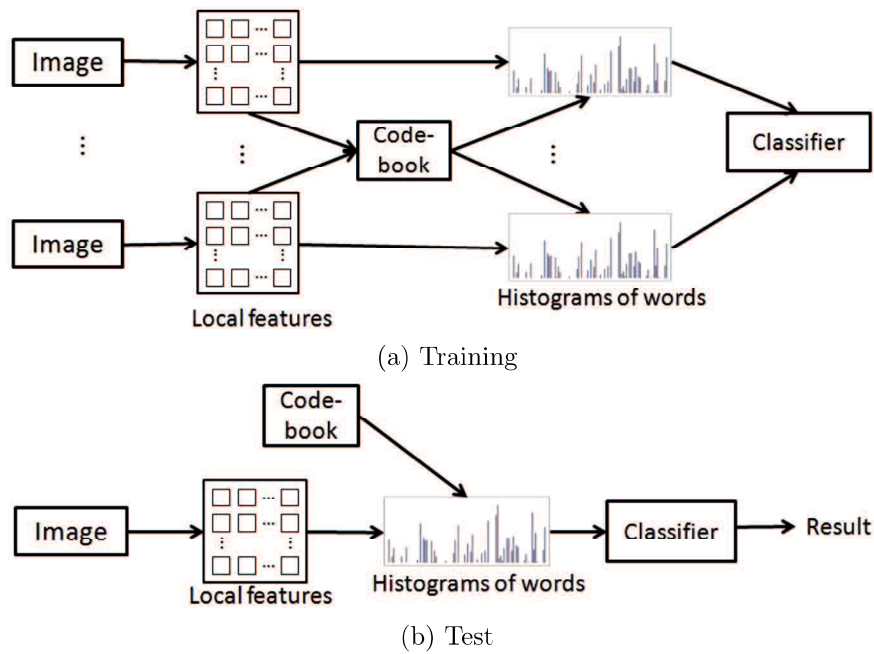 Image
Code-
book
Classifier
Image
Histograms of words
Local features
(a) Training
Code-
book
Image
Classifier
Result
Histograms of words
Local features
(b) Test